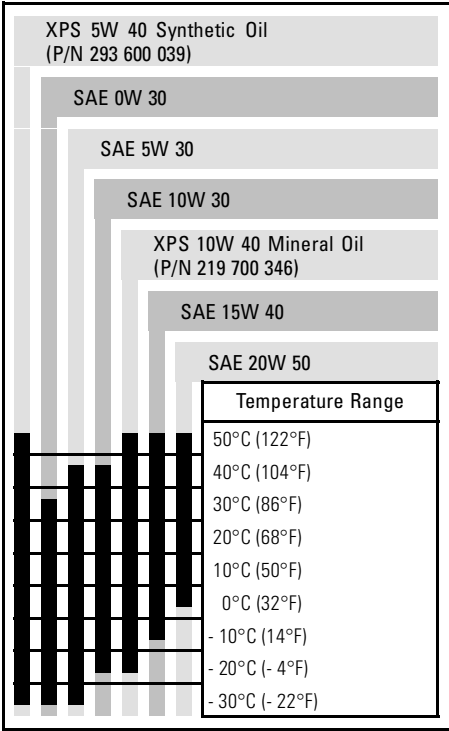 XPS 5W 40 Synthetic Oil
(P/N 293 600 039)
SAE 0W 30
SAE 5W 30
SAE 10W 30
XPS 10W 40 Mineral Oil
(P/N 219 700 346)
SAE 15W 40
SAE 20W 50
Temperature Range
50°C (122°F)
40°C (104°F)
30°C (86°F)
20°C (68°F)
10°C (50°F)
0°C (32°F)
- 10°C (14°F)
- 20°C (- 4°F)
- 30°C (- 22°F)